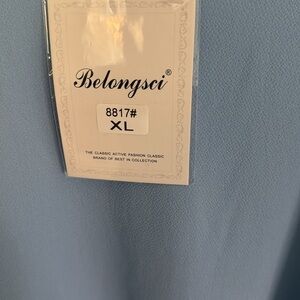 Belongsci®
8817#
XL
THE CLASSIC ACTIVE FASHION CLASSIC
BRAND OF BEST IN COLLECTION